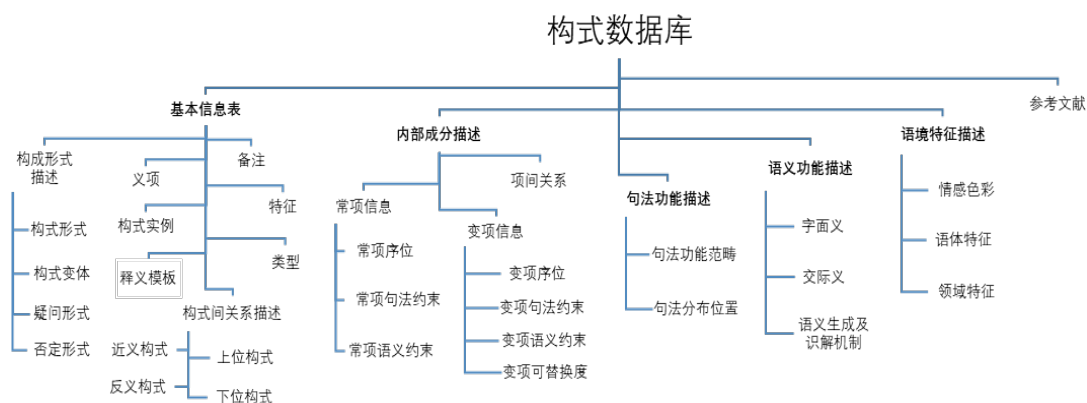 构式数据库
参考文献
基本信息表
构成形式
描述
构式形式
构式变体
疑问形式
否定形式
义项
备注
构式实例
特征
释义模板
类型
构式间关系描述
近义构式
上位构式
反义构式
下位构式
内部成分描述
项间关系
常项信息
常项序位
常项句法约束
常项语义约束
变项信息
变项序位
变项句法约束
变项语义约束
变项可替换度
句法功能描述
句法功能范畴
句法分布位置
语义功能描述
字面义
交际义
语义生成及
识解机制
语境特征描述
情感色彩
语体特征
领域特征